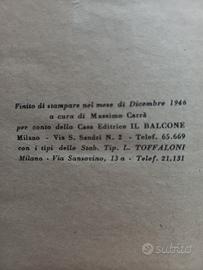 Finito di stampare nel mese di Dicembre 1946
a cura di Massimo Carrà
per conto della Casa Editrice IL BALCONE
Milano - Via S. Sandri N. 2 - Telef. 65.669
con i tipi dello Stab. Tip. L. TOFFALONI
Milano - Via Sansovino, 13 a - Telef. 21.131
subito